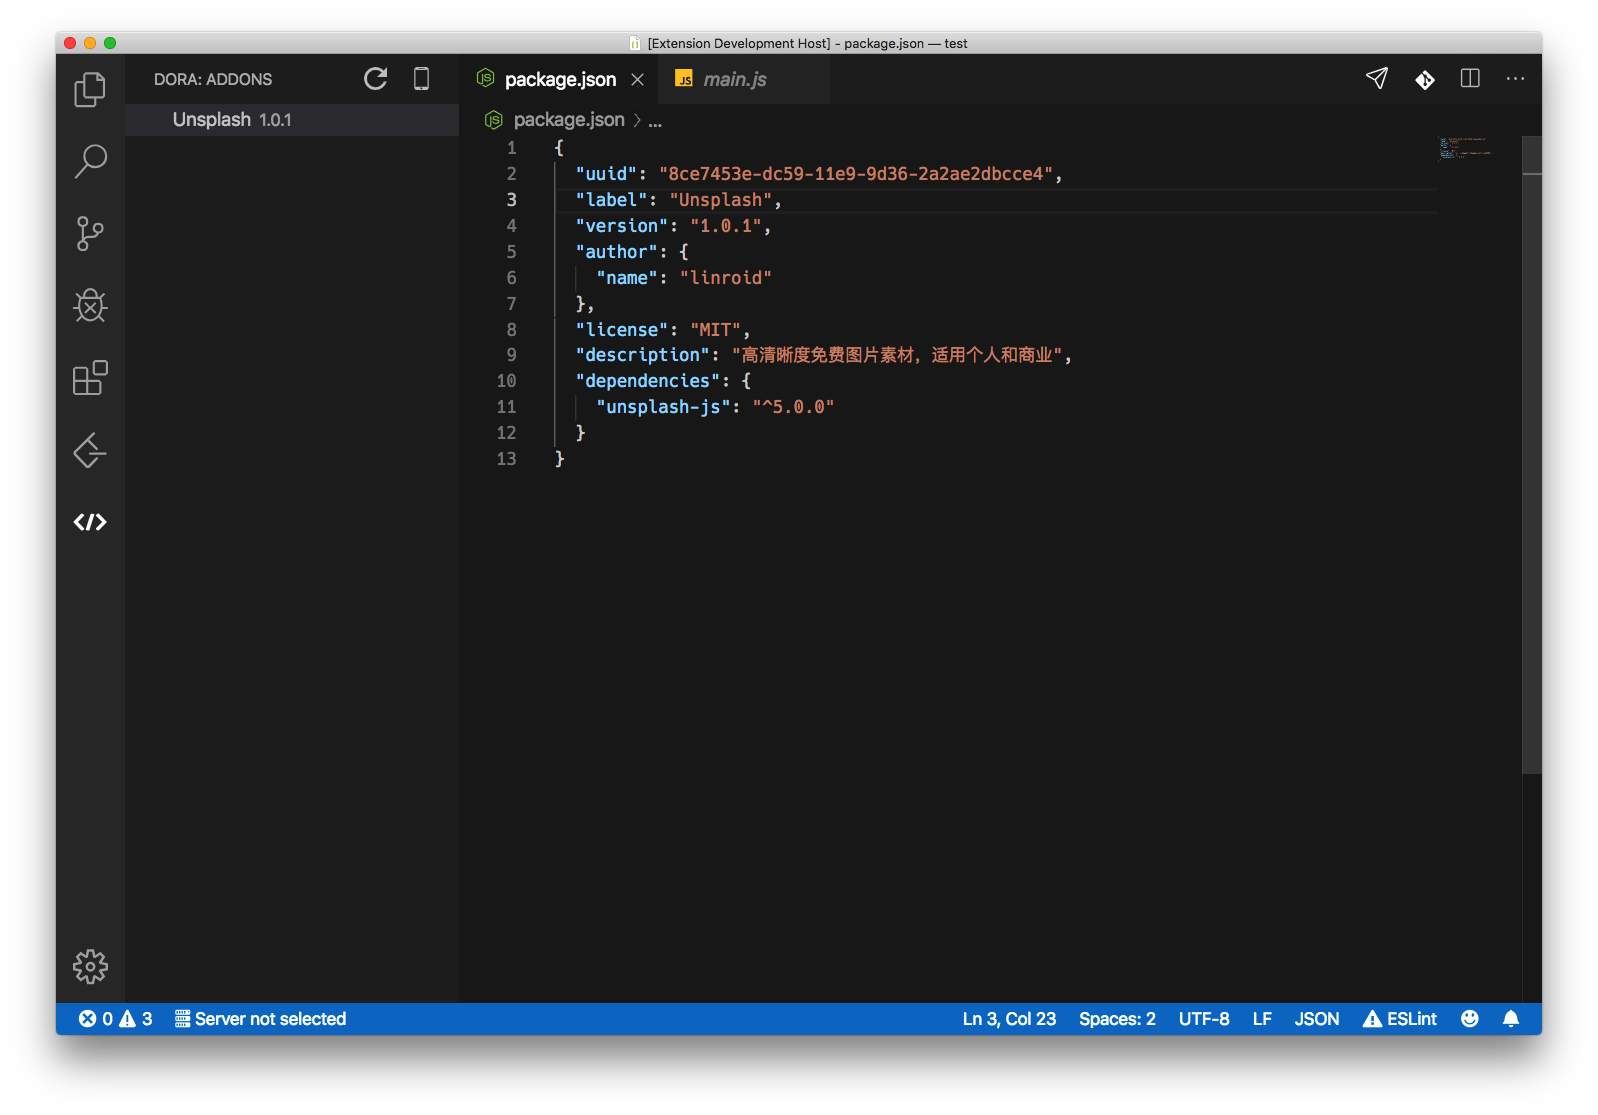 [Extension Development Host] - package.json — test
DORA: ADDONS
Unsplash 1.0.1
package.json
JS main.js
package.json > ...
1 {
2 "uuid": "8ce7453e-dc59-11e9-9d36-2a2ae2dbcce4",
3 "label": "Unsplash",
4 "version": "1.0.1",
5 "author": {
6 "name": "linroid"
7 },
8 "license": "MIT",
9 "description": "高清晰度免费图片素材，适用个人和商业",
10 "dependencies": {
11 "unsplash-js": "^5.0.0"
12 }
13 }
0 3 Server not selected
Ln 3, Col 23 Spaces: 2 UTF-8 LF JSON ESLint